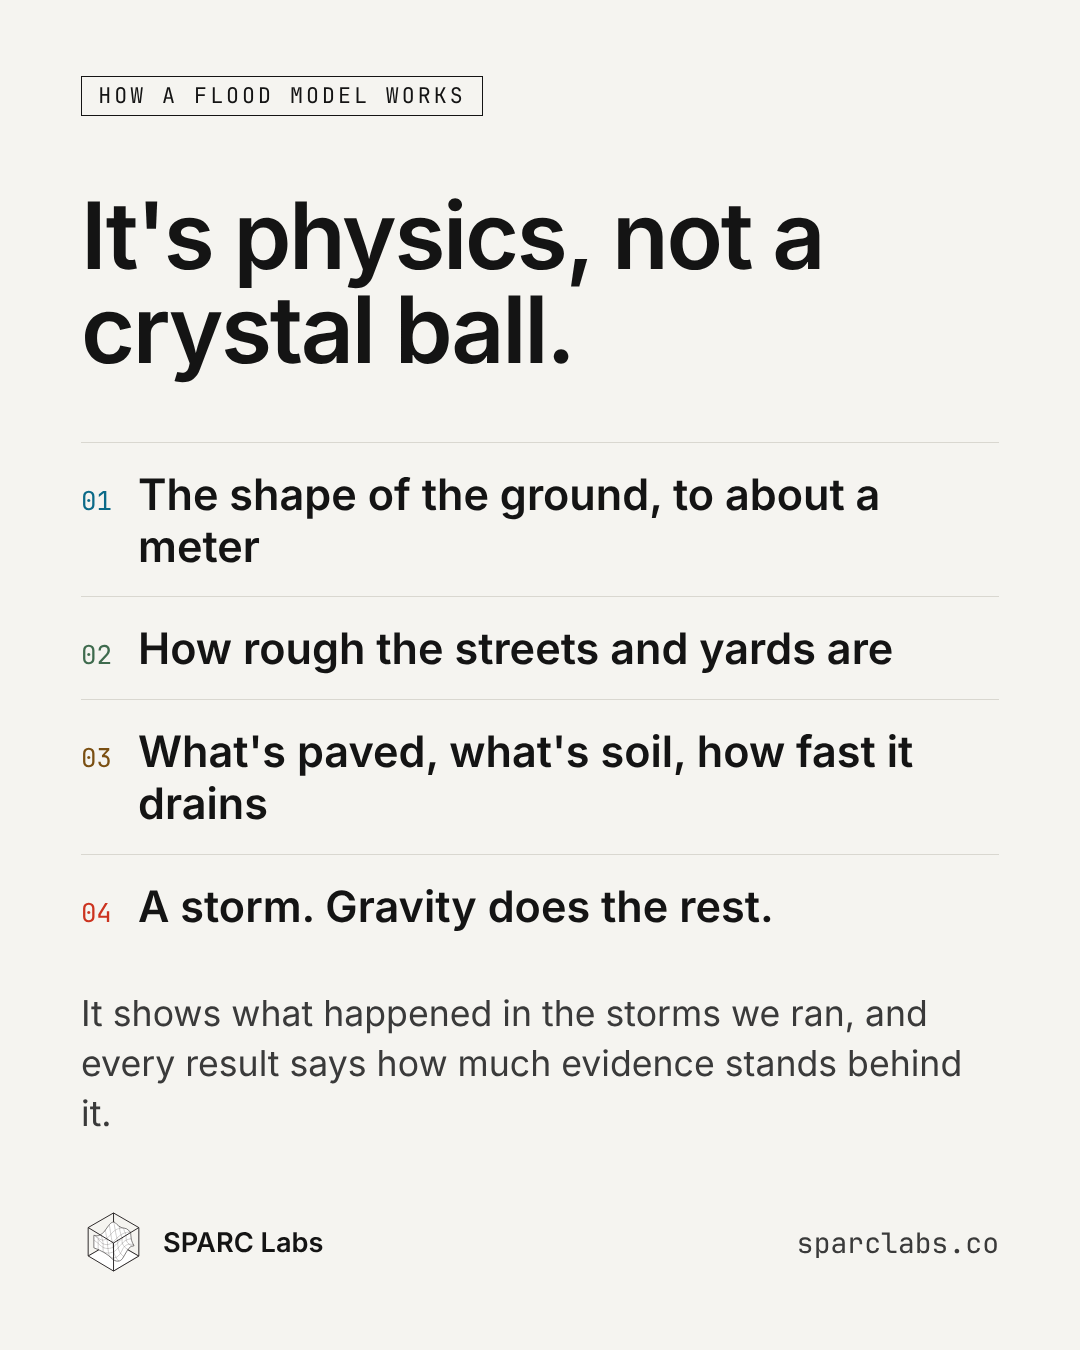 HOW A FLOOD MODEL WORKS
It's physics, not a
crystal ball.
01 The shape of the ground, to about a
meter
02 How rough the streets and yards are
03 What's paved, what's soil, how fast it
drains
04 A storm. Gravity does the rest.
It shows what happened in the storms we ran, and
every result says how much evidence stands behind
it.
SPARC Labs
sparclabs.co